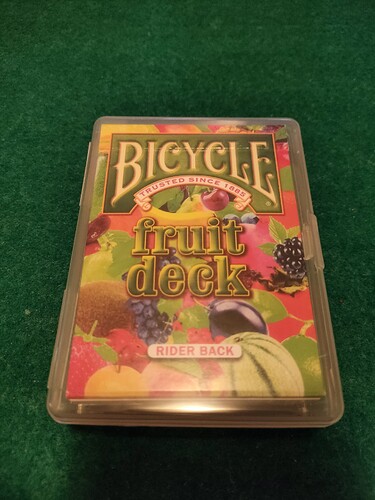 BICYCLE
TRUSTED SINCE 1885
fruit
deck
RIDER BACK